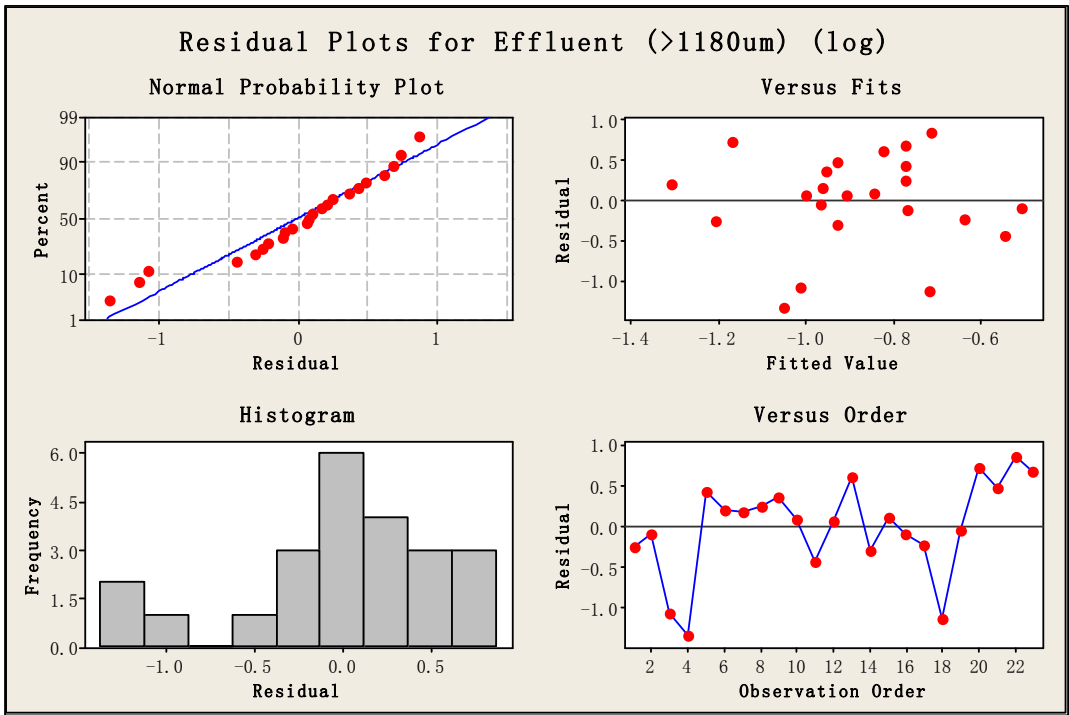 Residual Plots for Effluent (>1180um) (log)
Normal Probability Plot
99
90
50
10
1
Percent
-1 0 1
Residual
Versus Fits
1.0
0.5
0.0
-0.5
-1.0
Residual
-1.4 -1.2 -1.0 -0.8 -0.6
Fitted Value
Histogram
6.0
4.5
3.0
1.5
0.0
Frequency
-1.0 -0.5 0.0 0.5
Residual
Versus Order
1.0
0.5
0.0
-0.5
-1.0
Residual
2 4 6 8 10 12 14 16 18 20 22
Observation Order